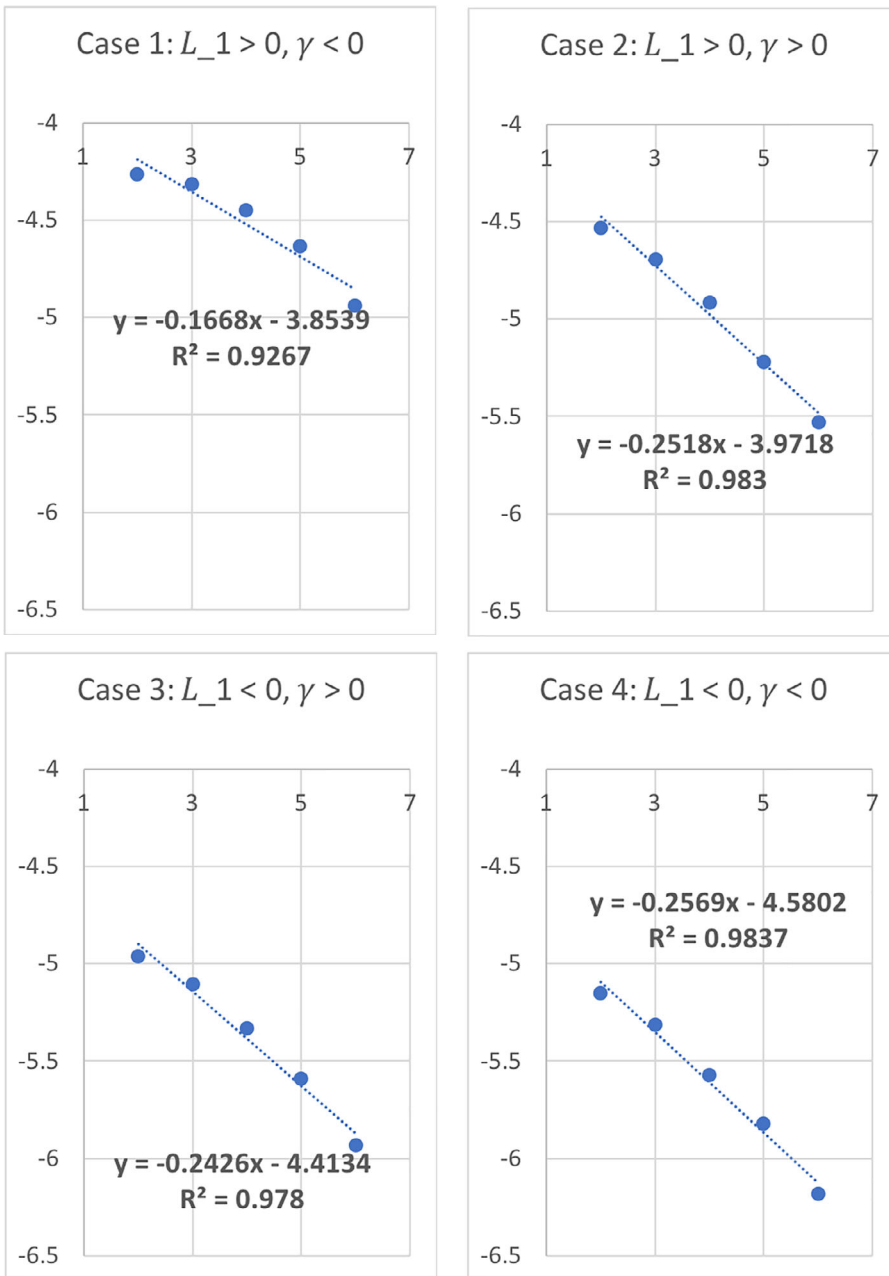 Case 1: L_1 > 0, γ < 0
-4
1 3 5 7
-4.5
-5
y = -0.1668x - 3.8539
R² = 0.9267
-5.5
-6
-6.5
Case 2: L_1 > 0, γ > 0
-4
1 3 5 7
-4.5
-5
-5.5
y = -0.2518x - 3.9718
R² = 0.983
-6
-6.5
Case 3: L_1 < 0, γ > 0
-4
1 3 5 7
-4.5
-5
-5.5
-6
y = -0.2426x - 4.4134
R² = 0.978
-6.5
Case 4: L_1 < 0, γ < 0
-4
1 3 5 7
-4.5
y = -0.2569x - 4.5802
R² = 0.9837
-5
-5.5
-6
-6.5